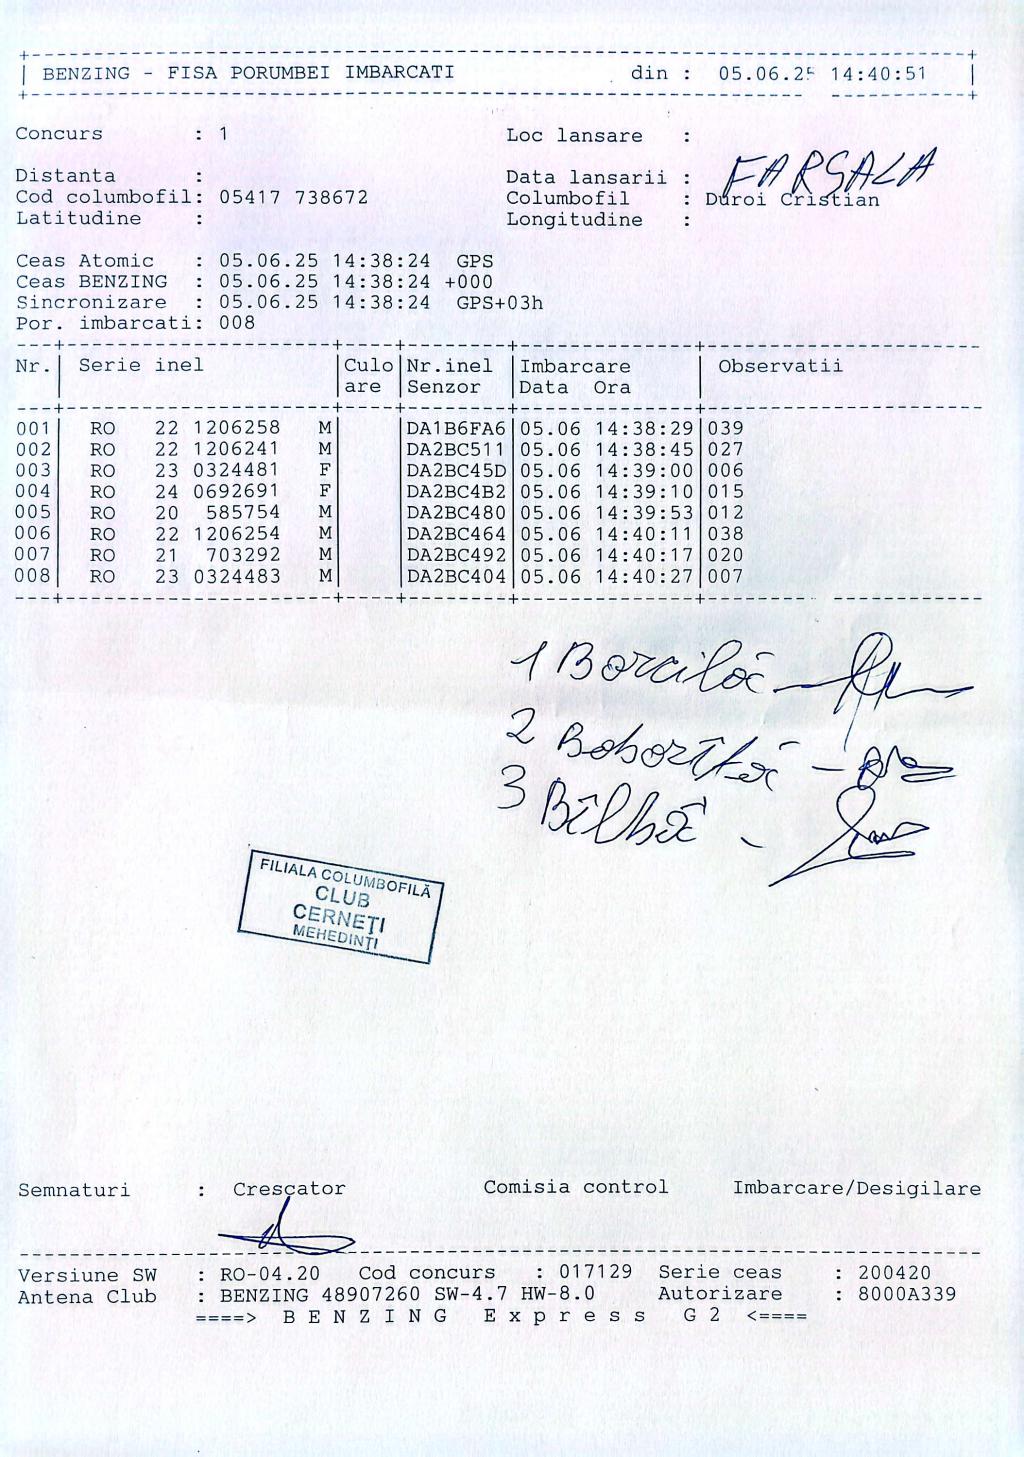 BENZING - FISA PORUMBEI IMBARCATI din : 05.06.25 14:40:51
Concurs : 1 Loc lansare :
FARSALA
Distanta : Data lansarii :
Cod columbofil: 05417 738672 Columbofil : Duroi Cristian
Latitudine : Longitudine :
Ceas Atomic : 05.06.25 14:38:24 GPS
Ceas BENZING : 05.06.25 14:38:24 +000
Sincronizare : 05.06.25 14:38:24 GPS+03h
Por. imbarcati: 008
Nr. Serie inel Culo Nr.inel Imbarcare Observatii
are Senzor Data Ora
001 RO 22 1206258 M DA1B6FA6 05.06 14:38:29 039
002 RO 22 1206241 M DA2BC511 05.06 14:38:45 027
003 RO 23 0324481 F DA2BC45D 05.06 14:39:00 006
004 RO 24 0692691 F DA2BC4B2 05.06 14:39:10 015
005 RO 20 585754 M DA2BC480 05.06 14:39:53 012
006 RO 22 1206254 M DA2BC464 05.06 14:40:11 038
007 RO 21 703292 M DA2BC492 05.06 14:40:17 020
008 RO 23 0324483 M DA2BC404 05.06 14:40:27 007
1 Borcilă -
2 Boborîță -
3 Bîlbă -
FILIALA COLUMBOFILĂ
CLUB
CERNEȚI
MEHEDINȚI
Semnaturi : Crescator Comisia control Imbarcare/Desigilare
Versiune SW : RO-04.20 Cod concurs : 017129 Serie ceas : 200420
Antena Club : BENZING 48907260 SW-4.7 HW-8.0 Autorizare : 8000A339
====> B E N Z I N G E x p r e s s G 2 <====